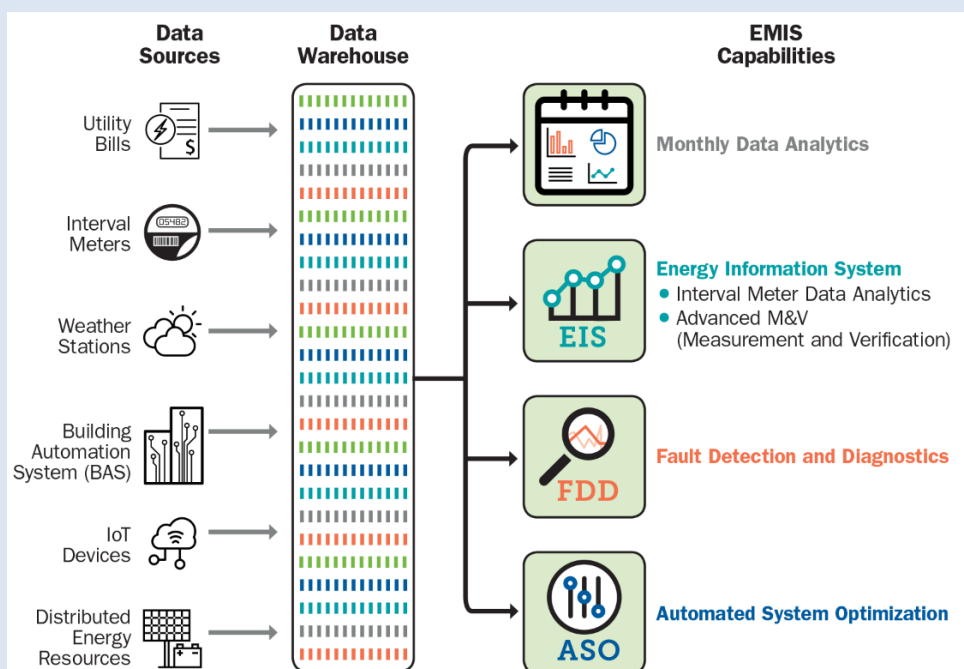 Data
Sources
Data
Warehouse
EMIS
Capabilities
Utility
Bills
$
Interval
Meters
05482
Weather
Stations
Building
Automation
System (BAS)
IoT
Devices
Distributed
Energy
Resources
Monthly Data Analytics
EIS
Energy Information System
• Interval Meter Data Analytics
• Advanced M&V
(Measurement and Verification)
FDD
Fault Detection and Diagnostics
ASO
Automated System Optimization